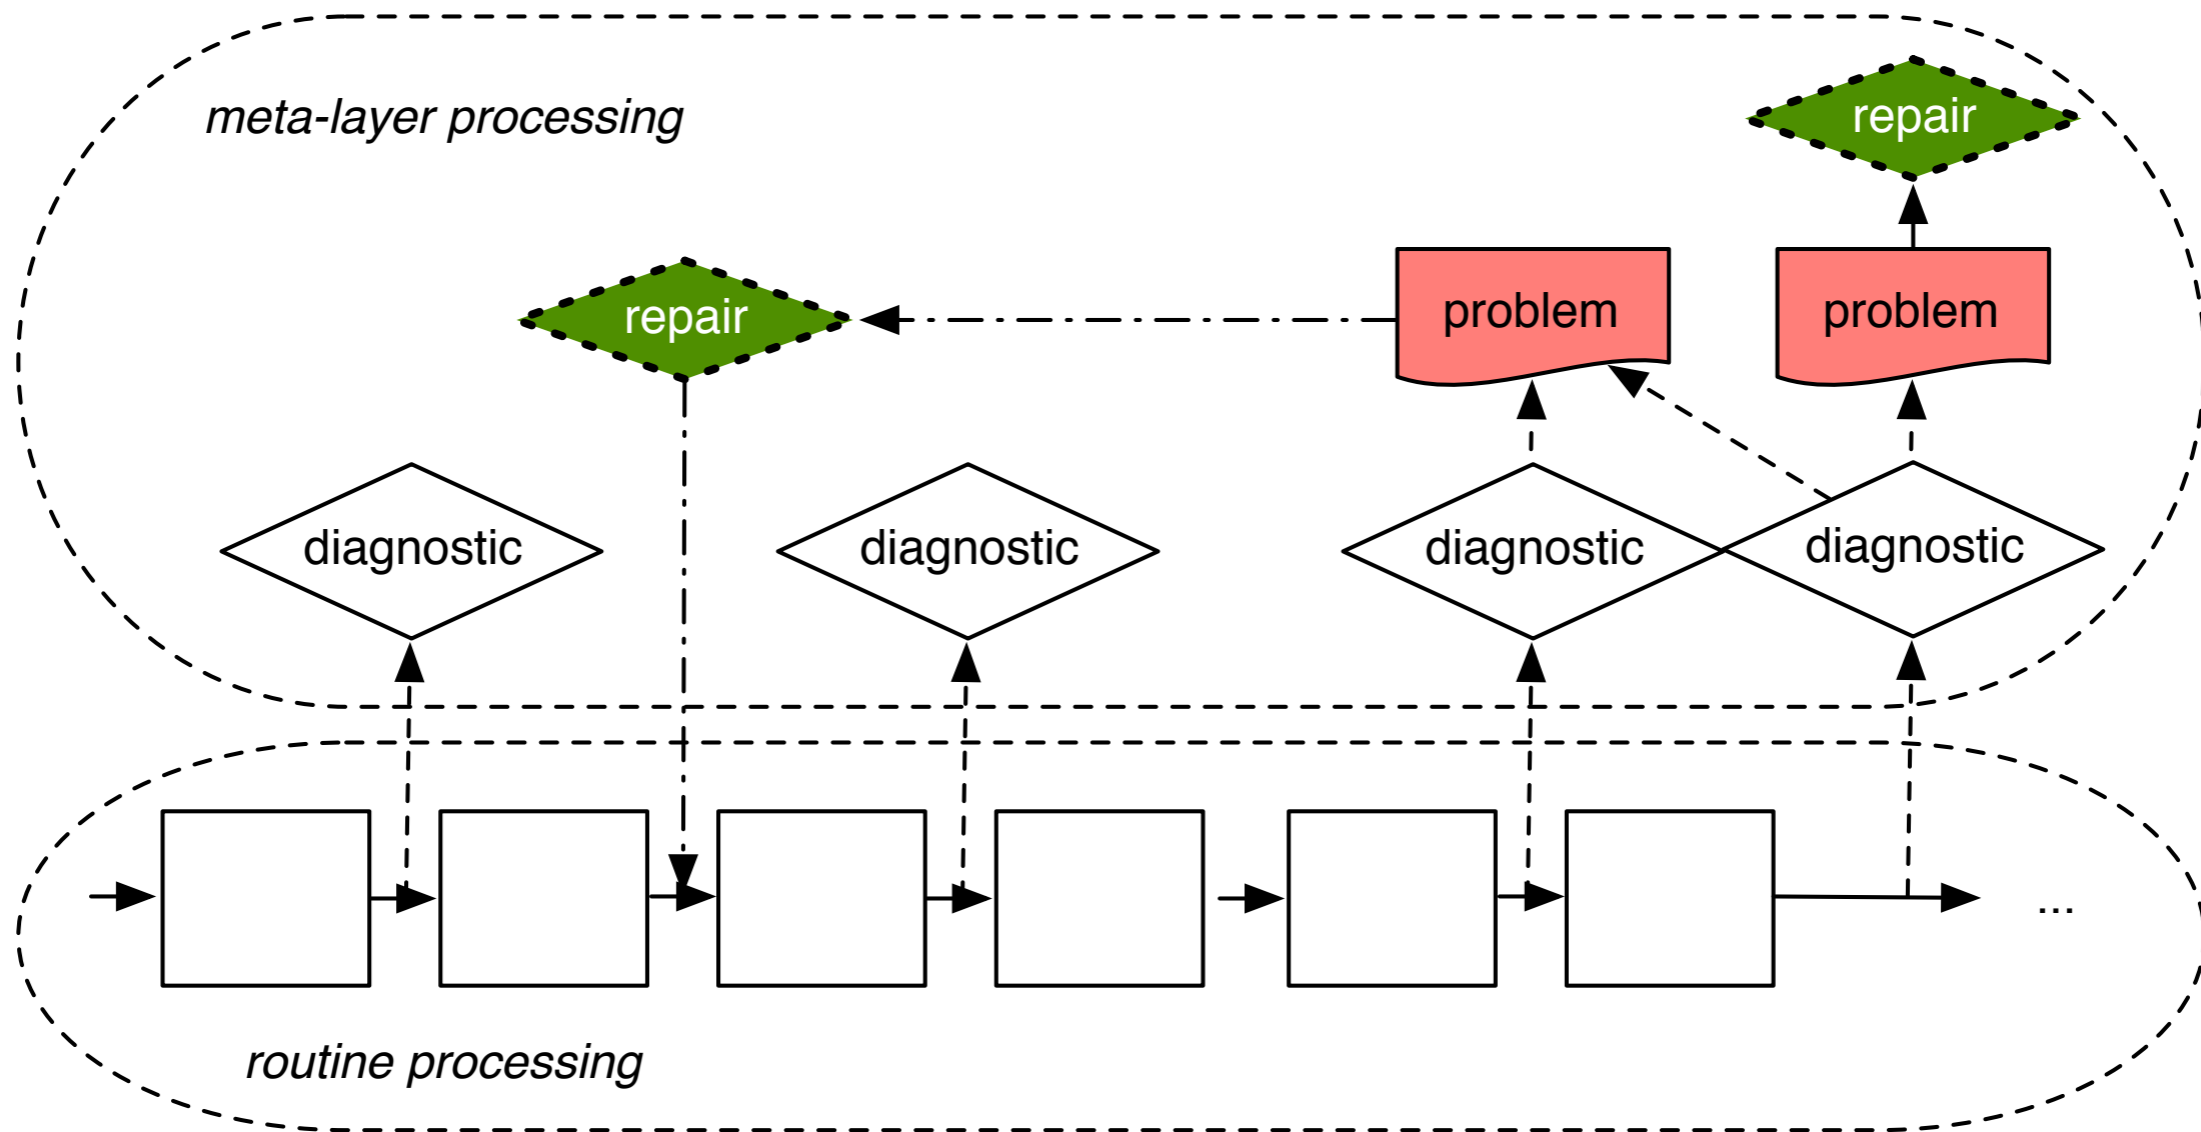 meta-layer processing
repair
repair
problem
problem
diagnostic
diagnostic
diagnostic
diagnostic
...
routine processing